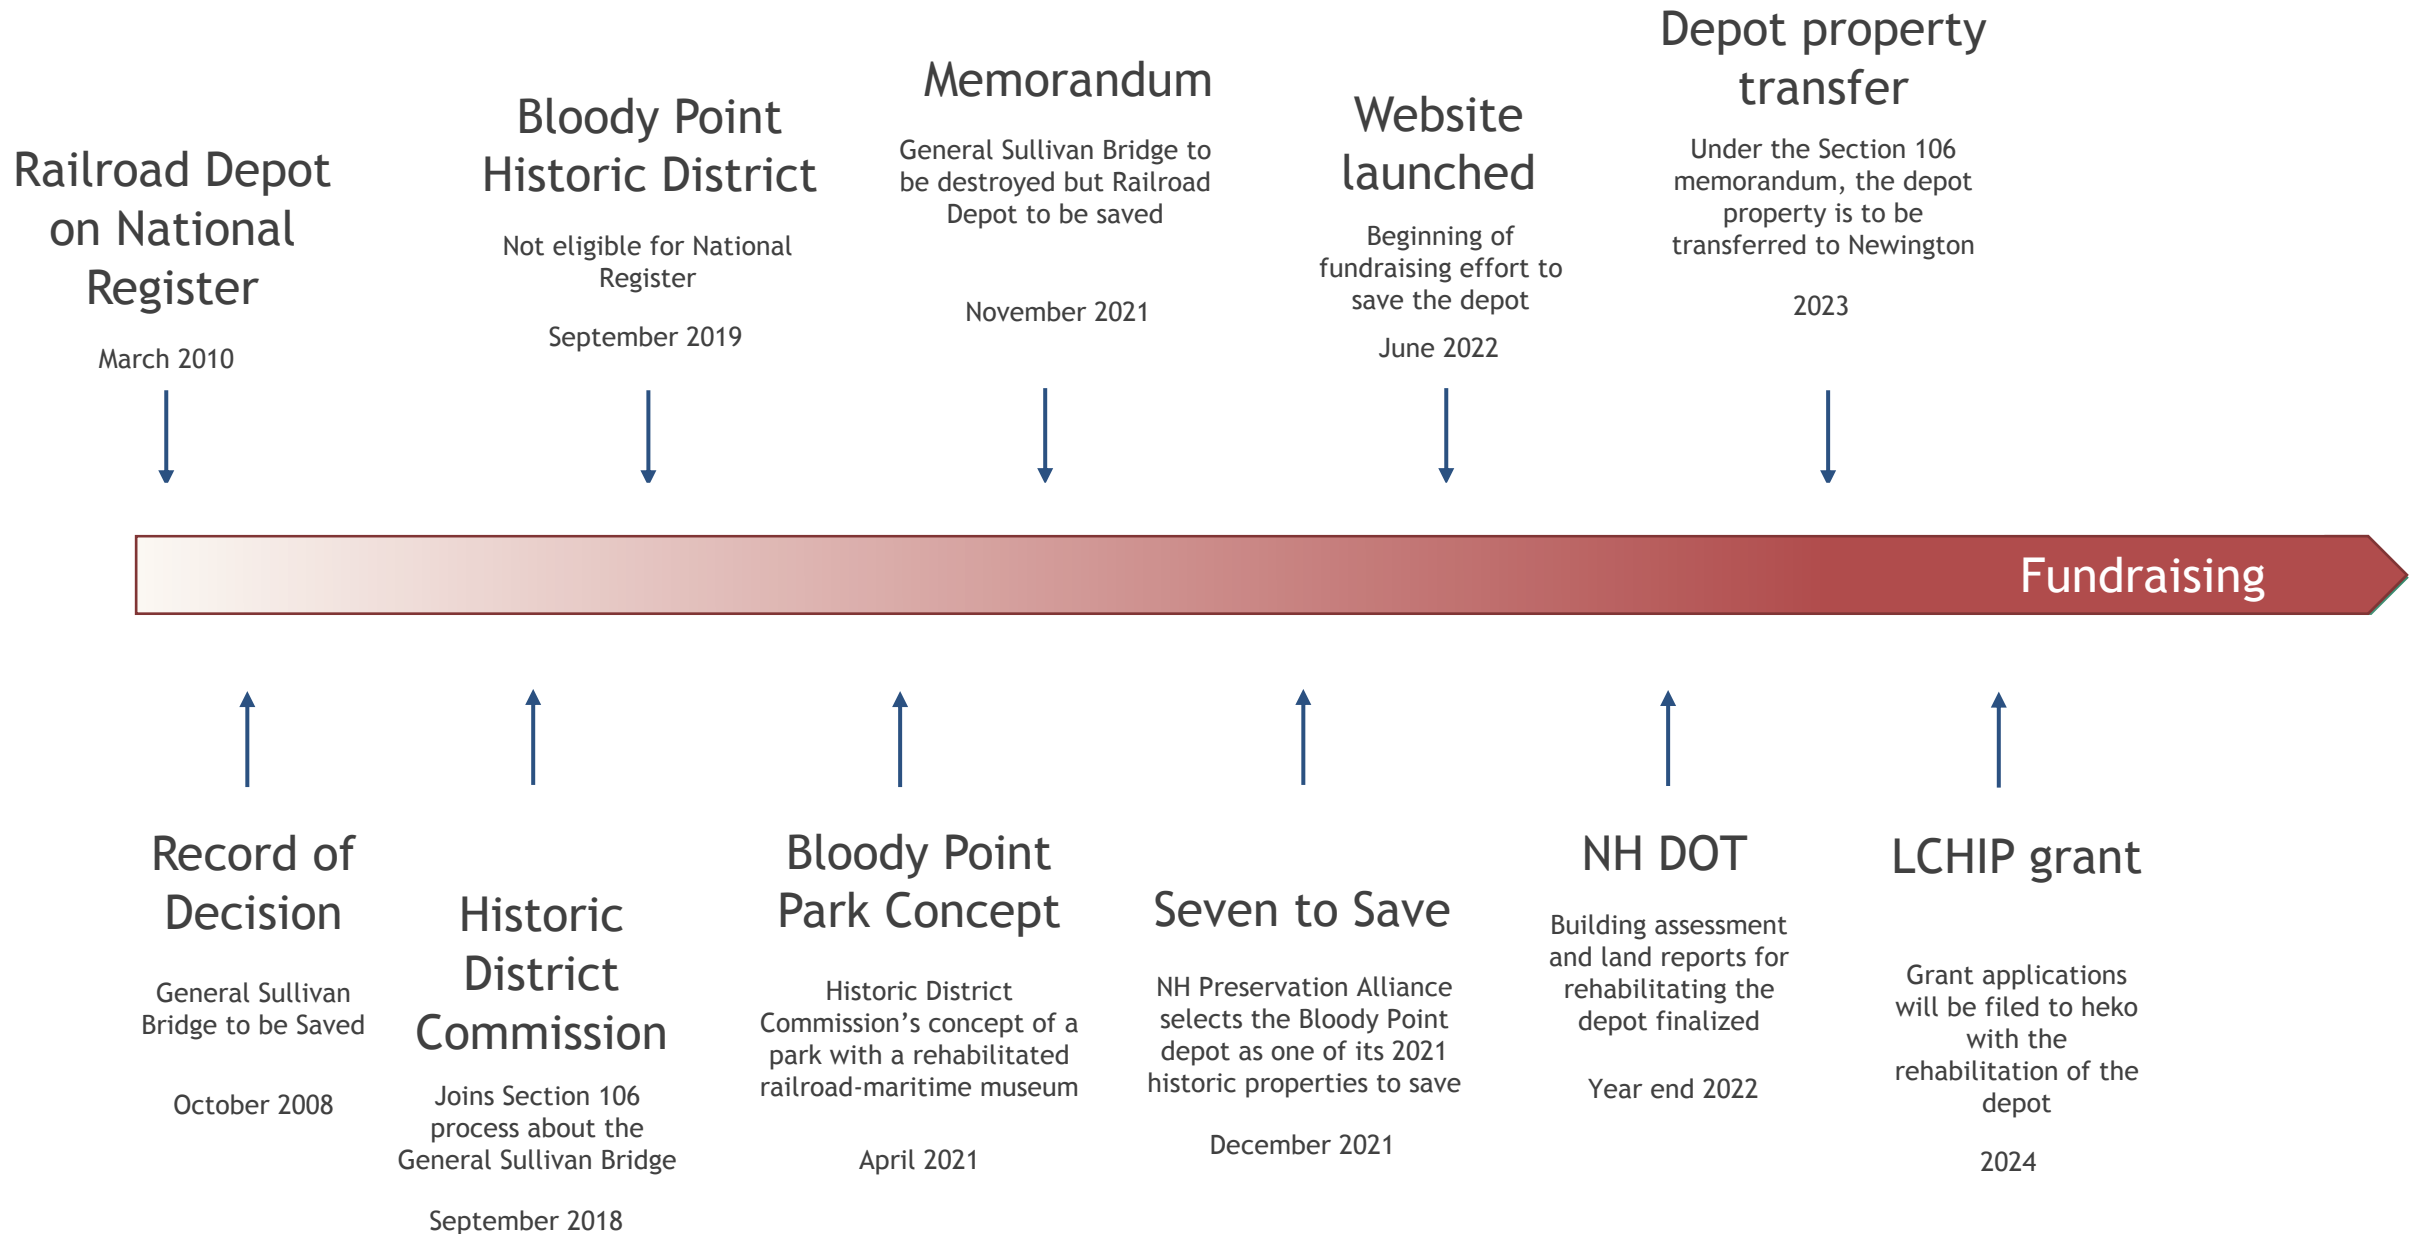 Railroad Depot
on National
Register
March 2010
Bloody Point
Historic District
Not eligible for National
Register
September 2019
Memorandum
General Sullivan Bridge to
be destroyed but Railroad
Depot to be saved
November 2021
Website
launched
Beginning of
fundraising effort to
save the depot
June 2022
Depot property
transfer
Under the Section 106
memorandum, the depot
property is to be
transferred to Newington
2023
Fundraising
Record of
Decision
General Sullivan
Bridge to be Saved
October 2008
Historic
District
Commission
Joins Section 106
process about the
General Sullivan Bridge
September 2018
Bloody Point
Park Concept
Historic District
Commission’s concept of a
park with a rehabilitated
railroad-maritime museum
April 2021
Seven to Save
NH Preservation Alliance
selects the Bloody Point
depot as one of its 2021
historic properties to save
December 2021
NH DOT
Building assessment
and land reports for
rehabilitating the
depot finalized
Year end 2022
LCHIP grant
Grant applications
will be filed to heko
with the
rehabilitation of the
depot
2024